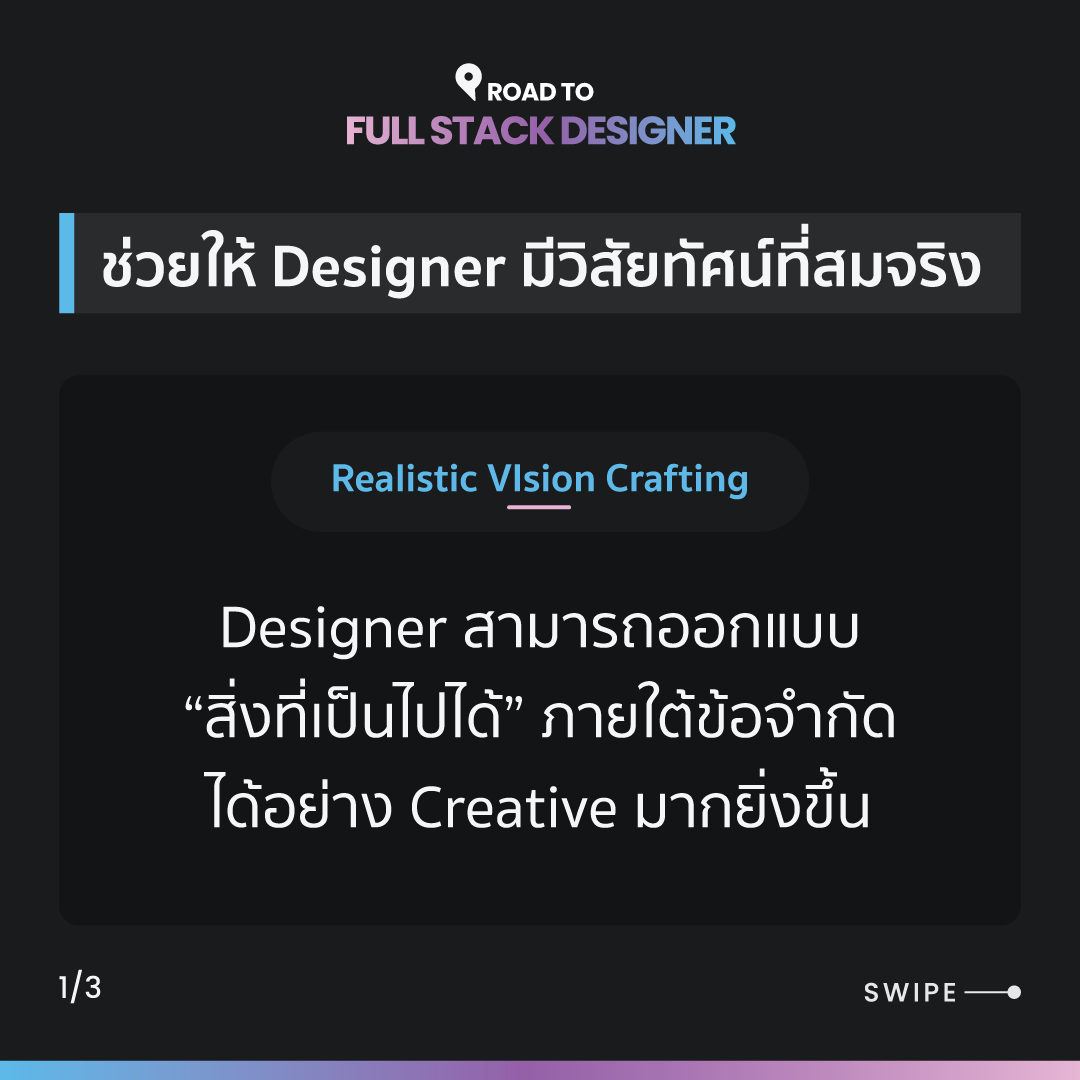 ROAD TO
FULL STACK DESIGNER
ช่วยให้ Designer มีวิสัยทัศน์ที่สมจริง
Realistic VIsion Crafting
Designer สามารถออกแบบ
“สิ่งที่เป็นไปได้” ภายใต้ข้อจำกัด
ได้อย่าง Creative มากยิ่งขึ้น
1/3
SWIPE